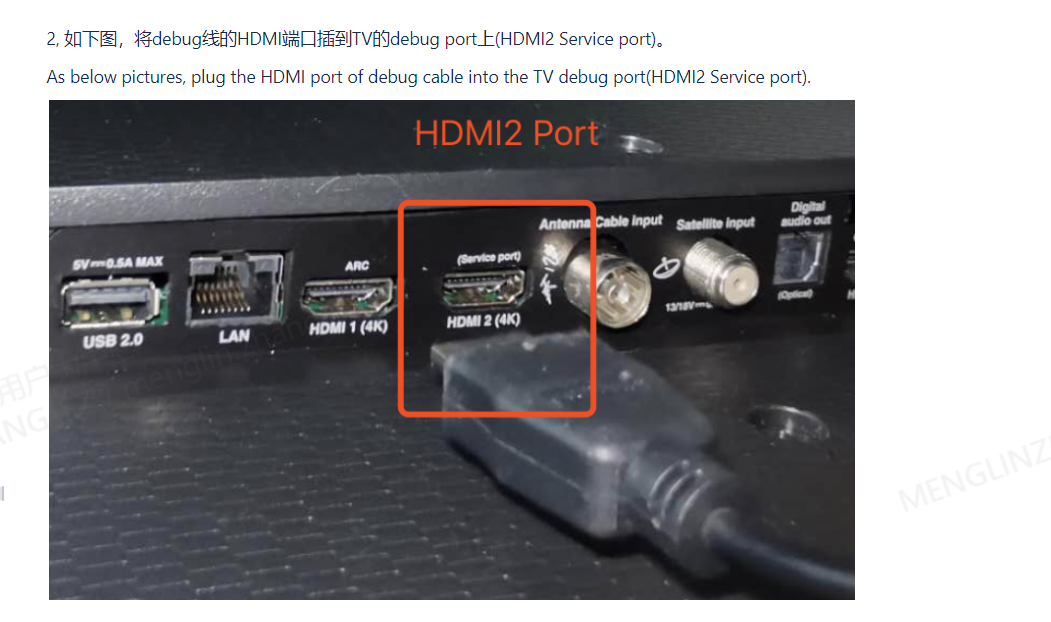 2, 如下图，将debug线的HDMI端口插到TV的debug port上(HDMI2 Service port)。
As below pictures, plug the HDMI port of debug cable into the TV debug port(HDMI2 Service port).
HDMI2 Port
Digital
audio out
Antenna/Cable input
Satellite input
(Service port)
5V⎓0.5A MAX
ARC
(Optical)
13/18V⎓
HDMI 1 (4K)
HDMI 2 (4K)
USB 2.0
LAN
MENGLINZ